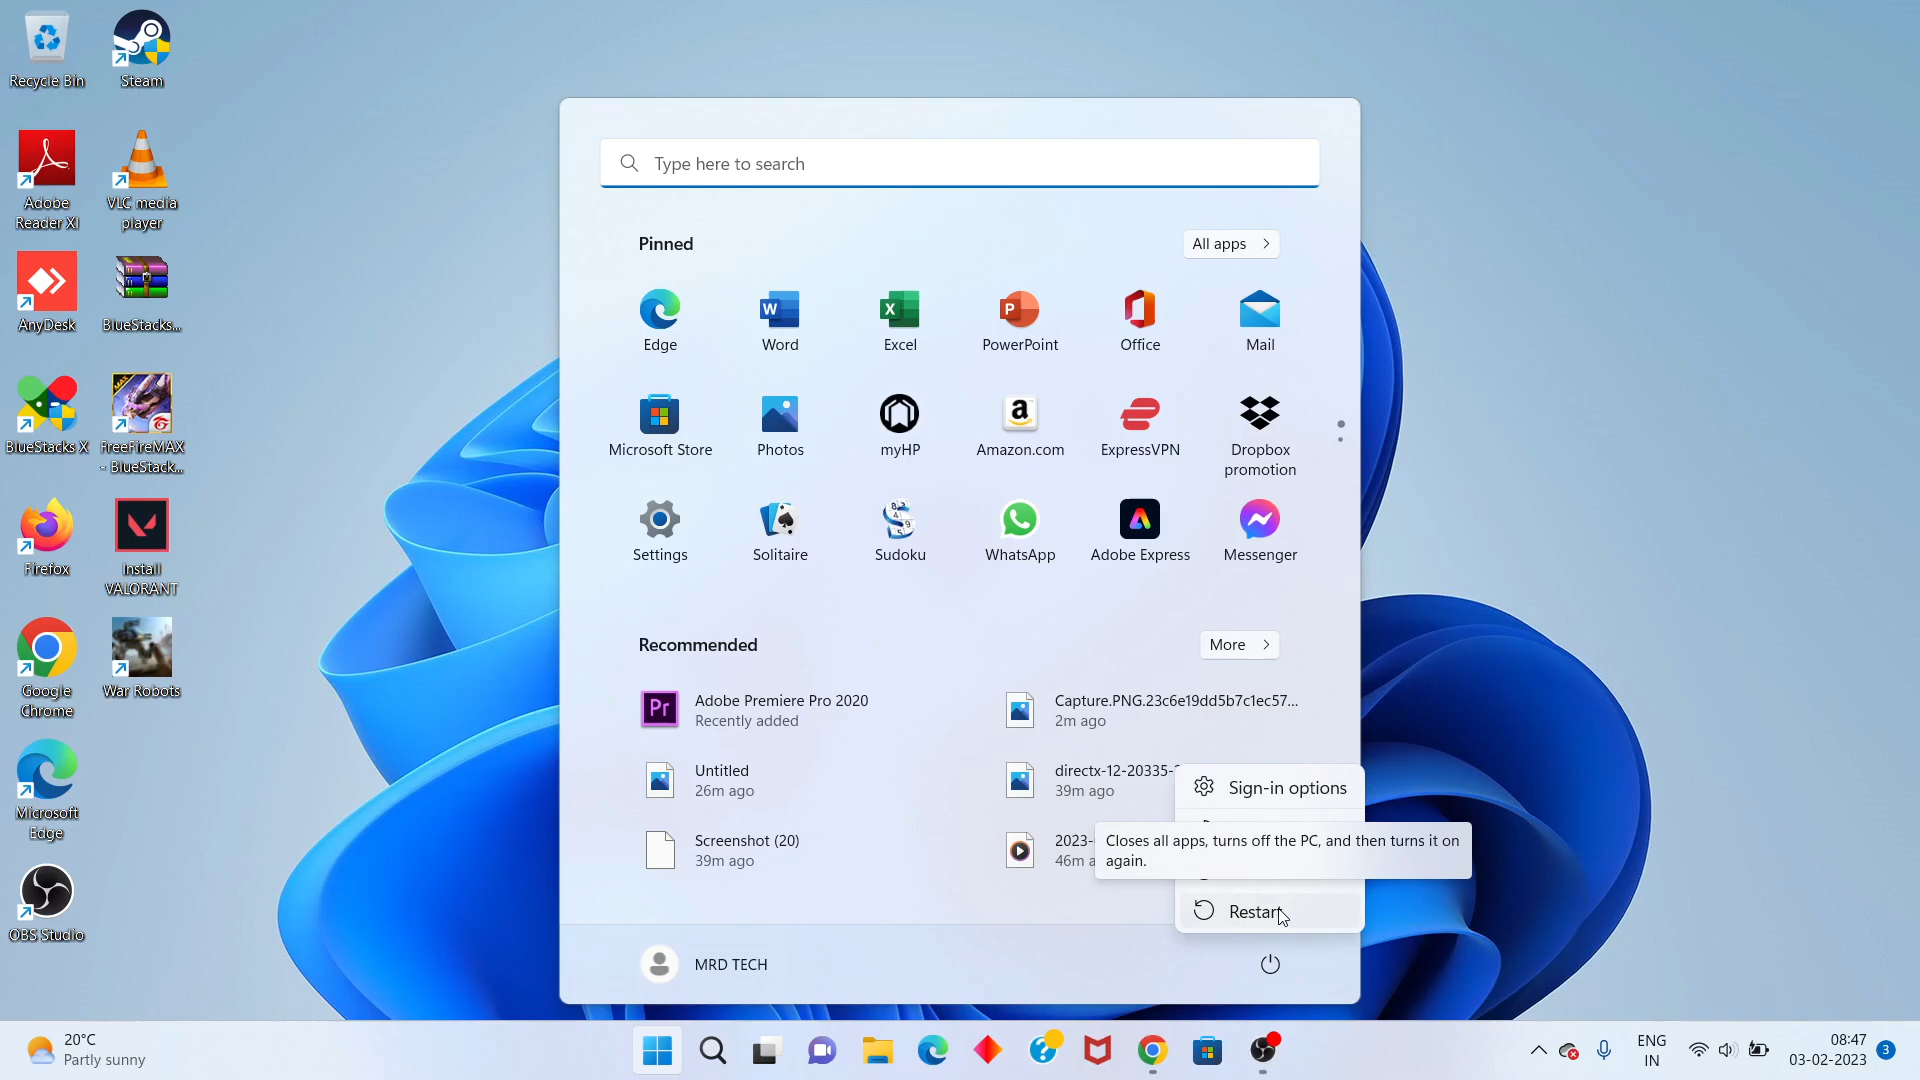 Recycle Bin
Steam
Adobe
Reader XI
VLC media
player
AnyDesk
BlueStacks...
BlueStacks X
FreeFireMAX
- BlueStack...
Firefox
Install
VALORANT
Google
Chrome
War Robots
Microsoft
Edge
OBS Studio
Type here to search
Pinned
All apps
Edge
Word
Excel
PowerPoint
Office
Mail
Microsoft Store
Photos
myHP
Amazon.com
ExpressVPN
Dropbox
promotion
Settings
Solitaire
Sudoku
WhatsApp
Adobe Express
Messenger
Recommended
More
Pr
Adobe Premiere Pro 2020
Recently added
Capture.PNG.23c6e19dd5b7c1ec57...
2m ago
Untitled
26m ago
directx-12-20335-
39m ago
Screenshot (20)
39m ago
2023-
46m a
Sign-in options
Closes all apps, turns off the PC, and then turns it on
again.
Restart
MRD TECH
20°C
Partly sunny
ENG
IN
08:47
03-02-2023
3